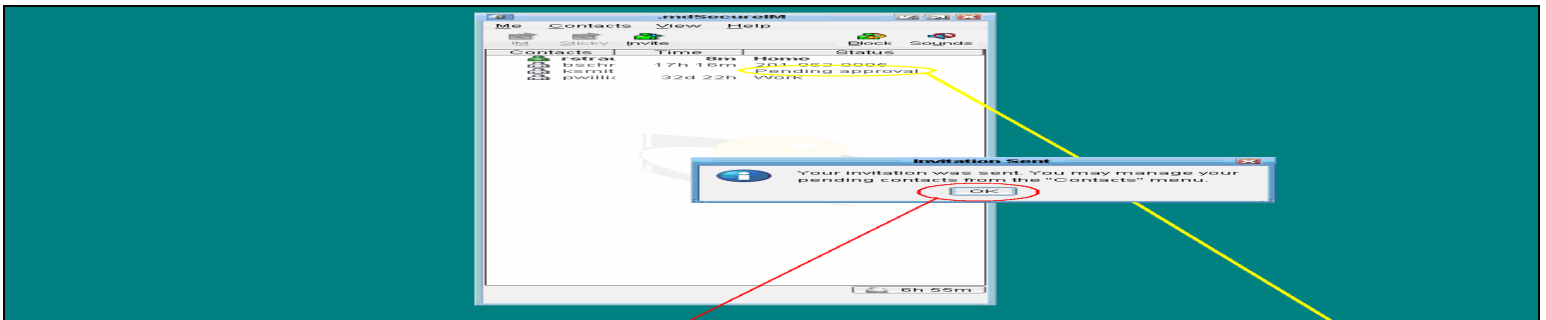 .mdSecureIM
Me Contacts View Help
IM Sticky Invite Block Sounds
Contacts Time Status
rstrau 8m Home
bschr 17h 16m
ksmit Pending approval
pwillia 32d 22h Work
Invitation Sent
Your invitation was sent. You may manage your
pending contacts from the "Contacts" menu.
OK
6h 55m